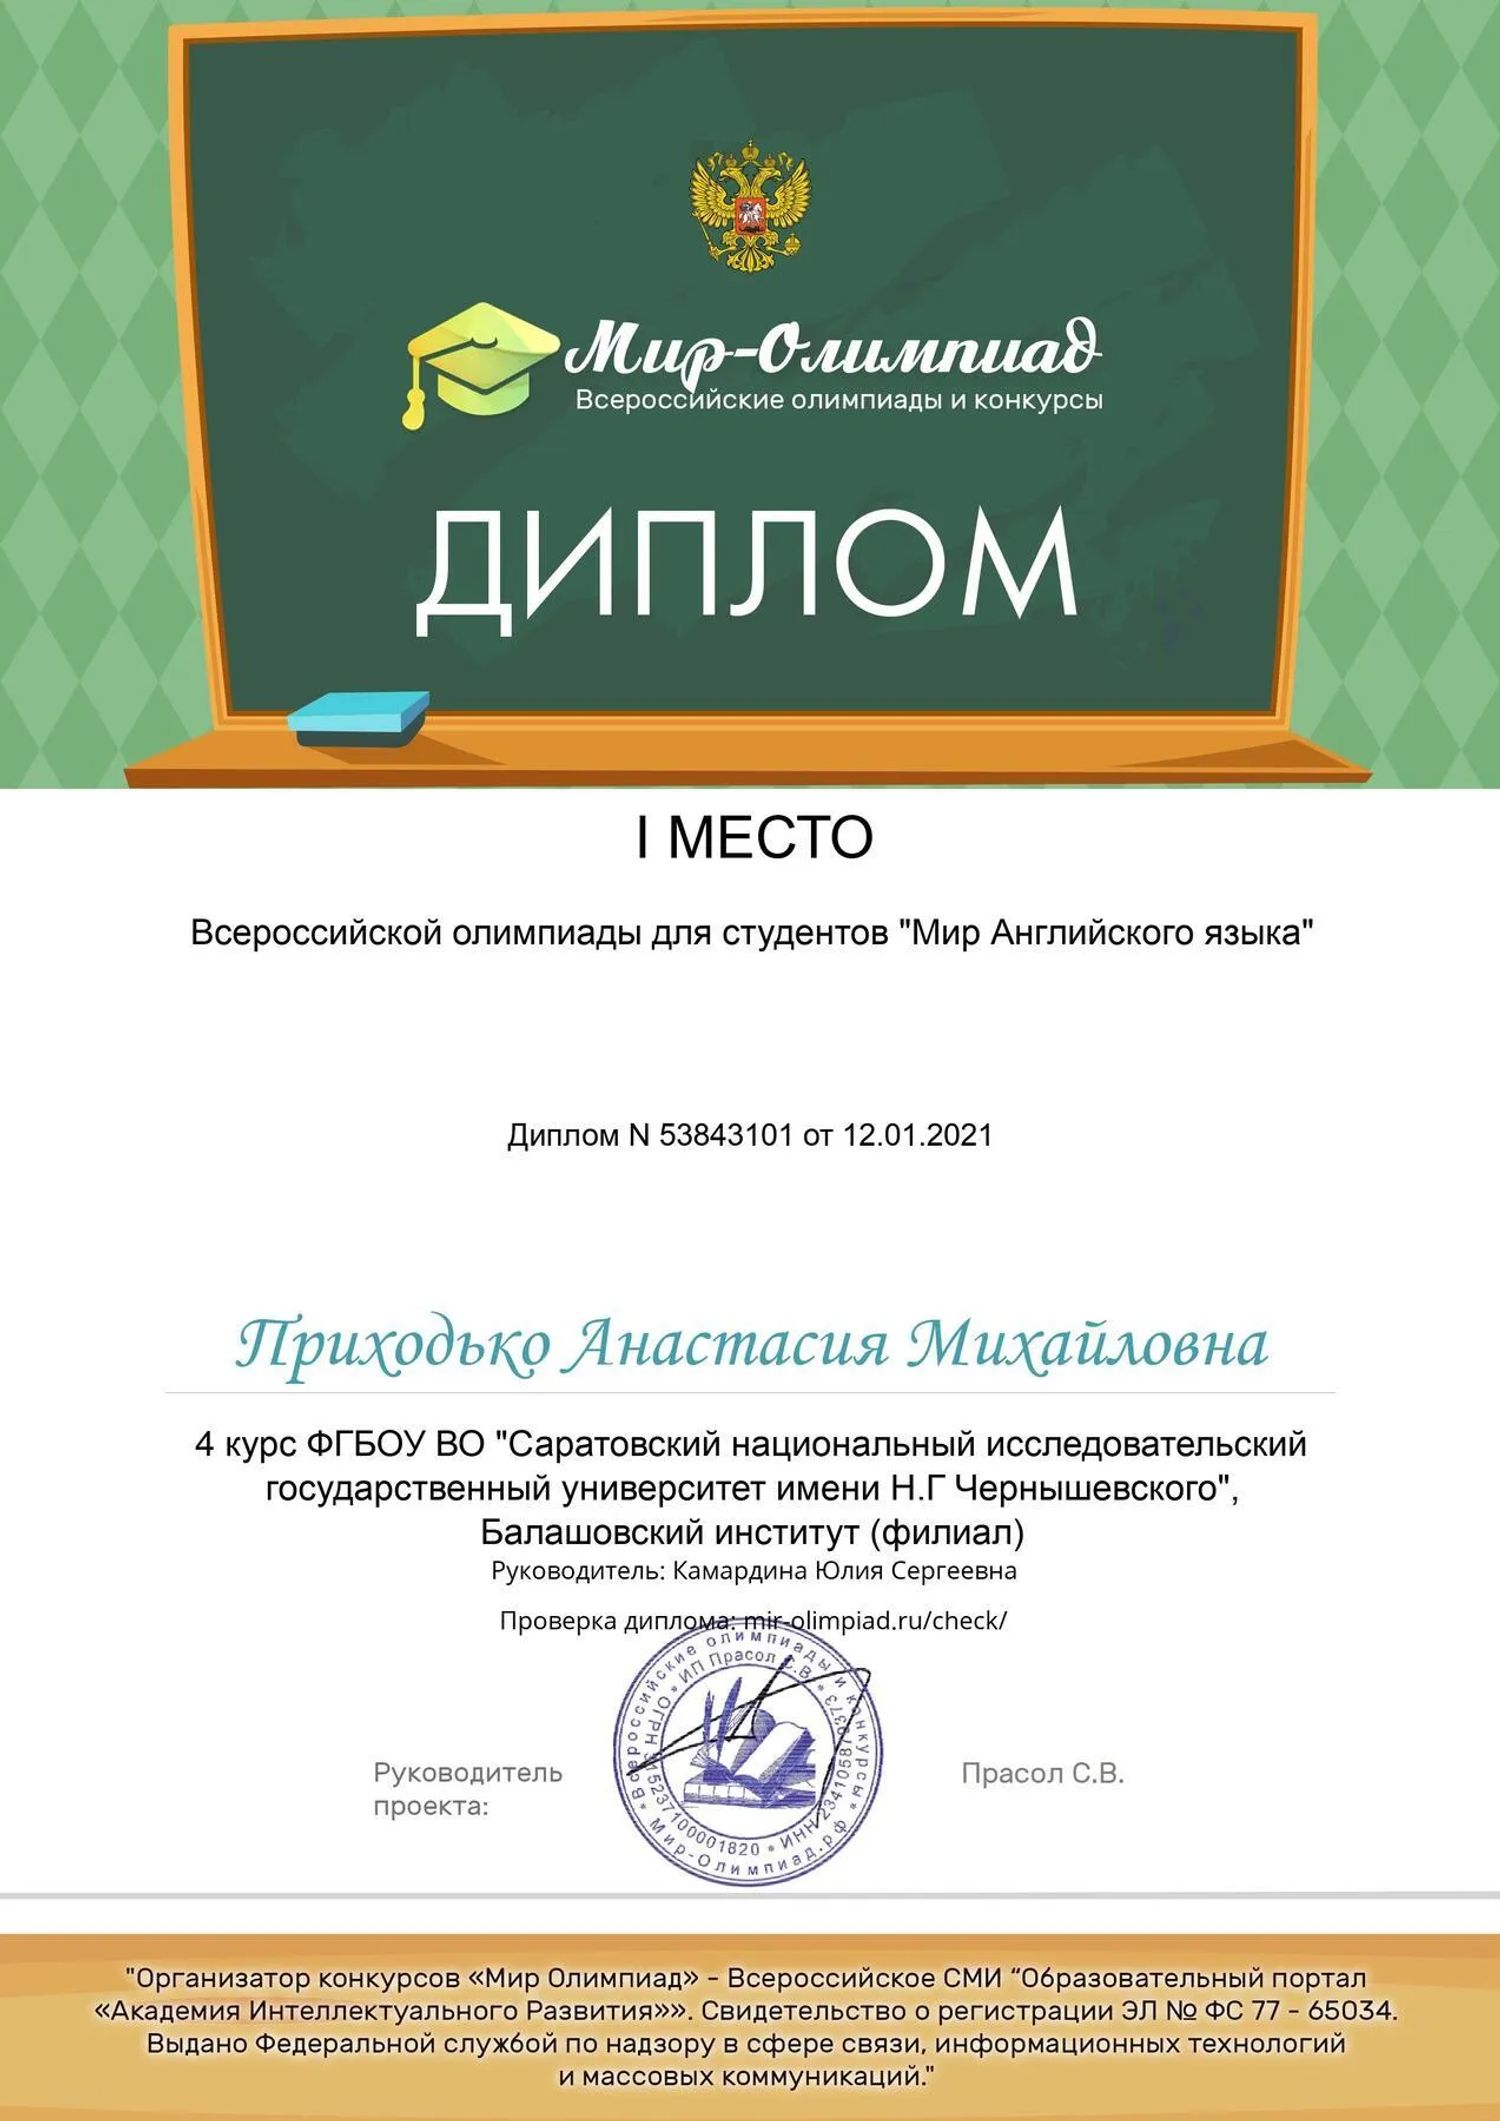 Мир-Олимпиад
Всероссийские олимпиады и конкурсы
ДИПЛОМ
I МЕСТО
Всероссийской олимпиады для студентов "Мир Английского языка"
Диплом N 53843101 от 12.01.2021
Приходько Анастасия Михайловна
4 курс ФГБОУ ВО "Саратовский национальный исследовательский
государственный университет имени Н.Г Чернышевского",
Балашовский институт (филиал)
Руководитель: Камардина Юлия Сергеевна
Проверка диплома: mir-olimpiad.ru/check/
Всероссийские олимпиады и конкурсы
Мир-Олимпиад.рф
ИП Прасол С.В.
ИНН 234105879373
ОГРН
Руководитель
проекта:
Прасол С.В.
"Организатор конкурсов «Мир Олимпиад» - Всероссийское СМИ “Образовательный портал
«Академия Интеллектуального Развития»». Свидетельство о регистрации ЭЛ № ФС 77 - 65034.
Выдано Федеральной службой по надзору в сфере связи, информационных технологий
и массовых коммуникаций."